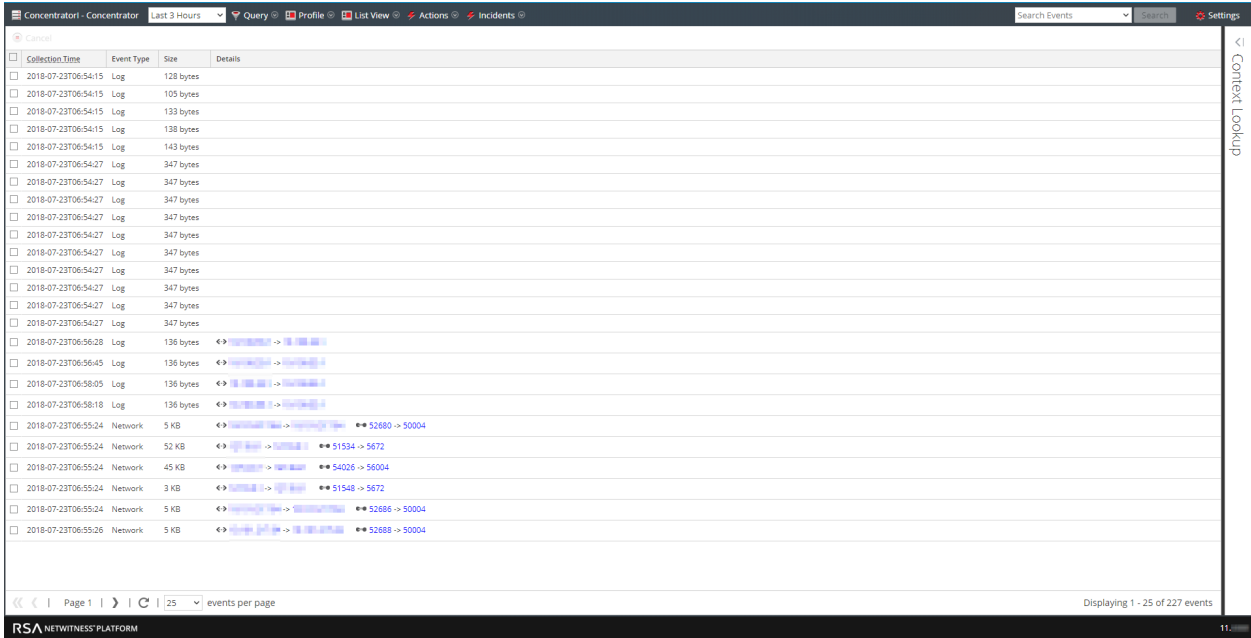 Concentratorl - Concentrator Last 3 Hours Query Profile List View Actions Incidents Search Events Search Settings
Cancel
Collection Time Event Type Size Details
2018-07-23T06:54:15 Log 128 bytes
2018-07-23T06:54:15 Log 105 bytes
2018-07-23T06:54:15 Log 133 bytes
2018-07-23T06:54:15 Log 138 bytes
2018-07-23T06:54:15 Log 143 bytes
2018-07-23T06:54:27 Log 347 bytes
2018-07-23T06:54:27 Log 347 bytes
2018-07-23T06:54:27 Log 347 bytes
2018-07-23T06:54:27 Log 347 bytes
2018-07-23T06:54:27 Log 347 bytes
2018-07-23T06:54:27 Log 347 bytes
2018-07-23T06:54:27 Log 347 bytes
2018-07-23T06:54:27 Log 347 bytes
2018-07-23T06:54:27 Log 347 bytes
2018-07-23T06:54:27 Log 347 bytes
2018-07-23T06:56:28 Log 136 bytes ->
2018-07-23T06:56:45 Log 136 bytes ->
2018-07-23T06:58:05 Log 136 bytes ->
2018-07-23T06:58:18 Log 136 bytes ->
2018-07-23T06:55:24 Network 5 KB -> 52680 -> 50004
2018-07-23T06:55:24 Network 52 KB -> 51534 -> 5672
2018-07-23T06:55:24 Network 45 KB -> 54026 -> 56004
2018-07-23T06:55:24 Network 3 KB -> 51548 -> 5672
2018-07-23T06:55:24 Network 5 KB -> 52686 -> 50004
2018-07-23T06:55:26 Network 5 KB -> 52688 -> 50004
Context Lookup
Page 1 | 25 events per page Displaying 1 - 25 of 227 events
RSA NETWITNESS® PLATFORM 11.